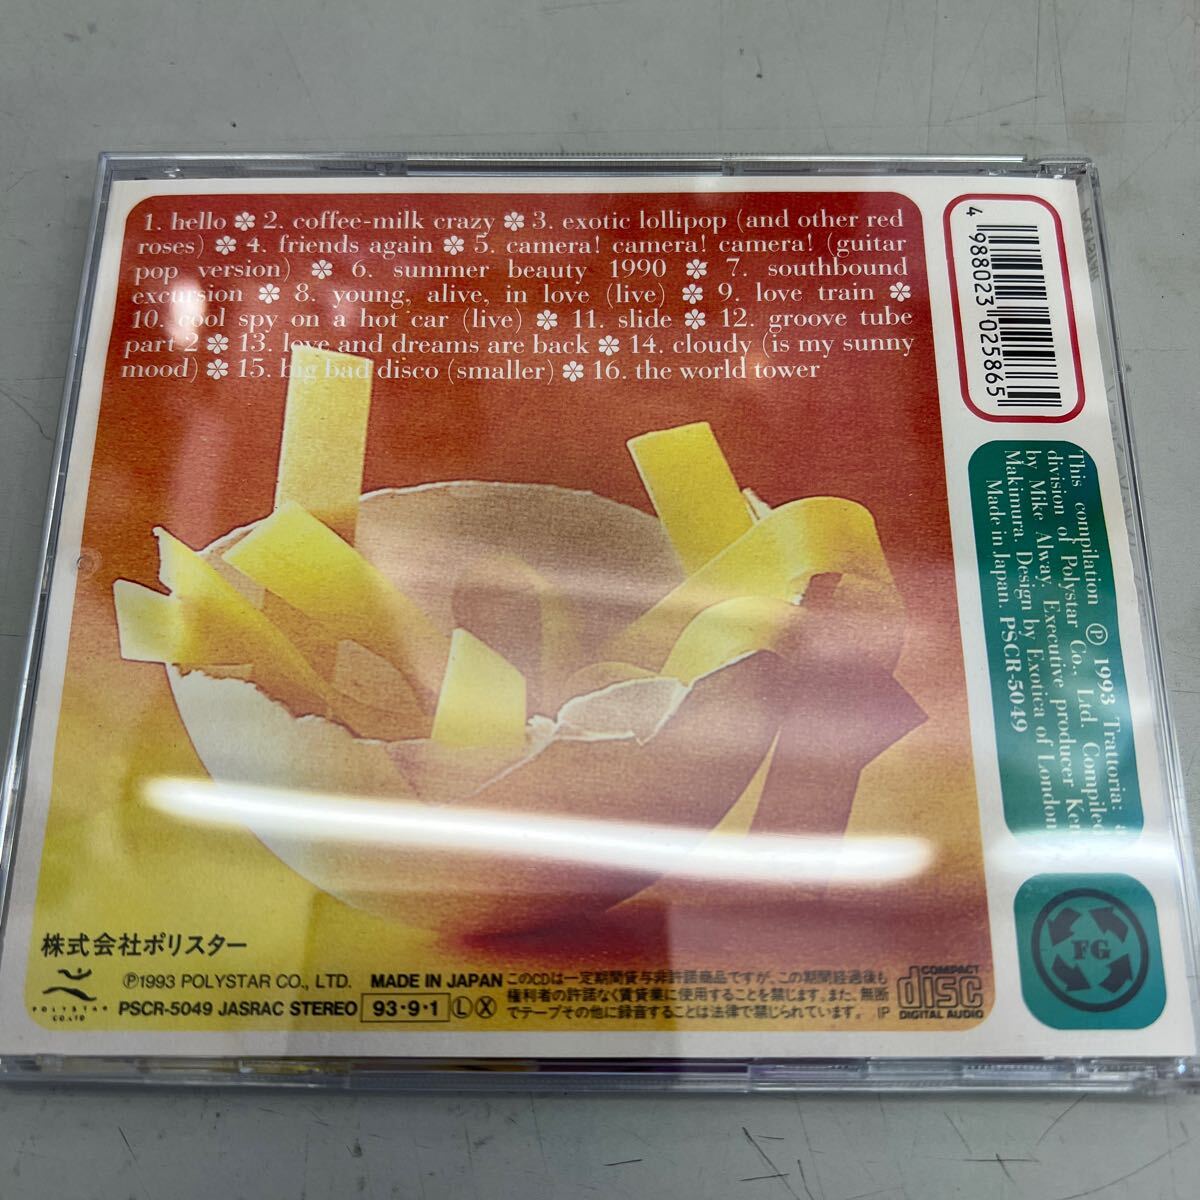 1. hello ✽ 2. coffee-milk crazy ✽ 3. exotic lollipop (and other red
roses) ✽ 4. friends again ✽ 5. camera! camera! camera! (guitar
pop version) ✽ 6. summer beauty 1990 ✽ 7. southbound
excursion ✽ 8. young, alive, in love (live) ✽ 9. love train ✽
10. cool spy on a hot car (live) ✽ 11. slide ✽ 12. groove tube
part 2 ✽ 13. love and dreams are back ✽ 14. cloudy (is my sunny
mood) ✽ 15. big bad disco (smaller) ✽ 16. the world tower
4 988023 025865
This compilation ℗ 1993 Trattoria: a
division of Polystar Co., Ltd. Compiled
by Mike Alway. Executive producer Ken
Makimura. Design by Exotica of London
Made in Japan. PSCR-5049
FG
株式会社ポリスター
POLYSTAR
CO.LTD
℗1993 POLYSTAR CO., LTD. MADE IN JAPAN
PSCR-5049 JASRAC STEREO 93・9・1 Ⓛ Ⓧ
このCDは一定期間貸与非許諾商品ですが、この期間経過後も
権利者の許諾なく賃貸業に使用することを禁じます。また、無断
でテープその他に録音することは法律で禁じられています。 IP
COMPACT
disc
DIGITAL AUDIO